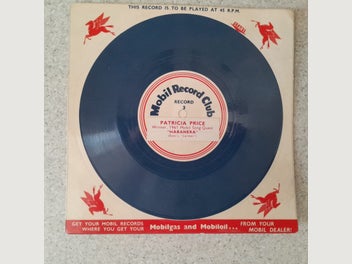 THIS RECORD IS TO BE PLAYED AT 45 R.P.M.
Mobil Record Club
RECORD
3
PATRICIA PRICE
Winner 1961 Mobil Song Quest
"HABANERA"
GET YOUR MOBIL RECORDS
WHERE YOU GET YOUR
Mobilgas and Mobiloil...
FROM YOUR
MOBIL DEALER!